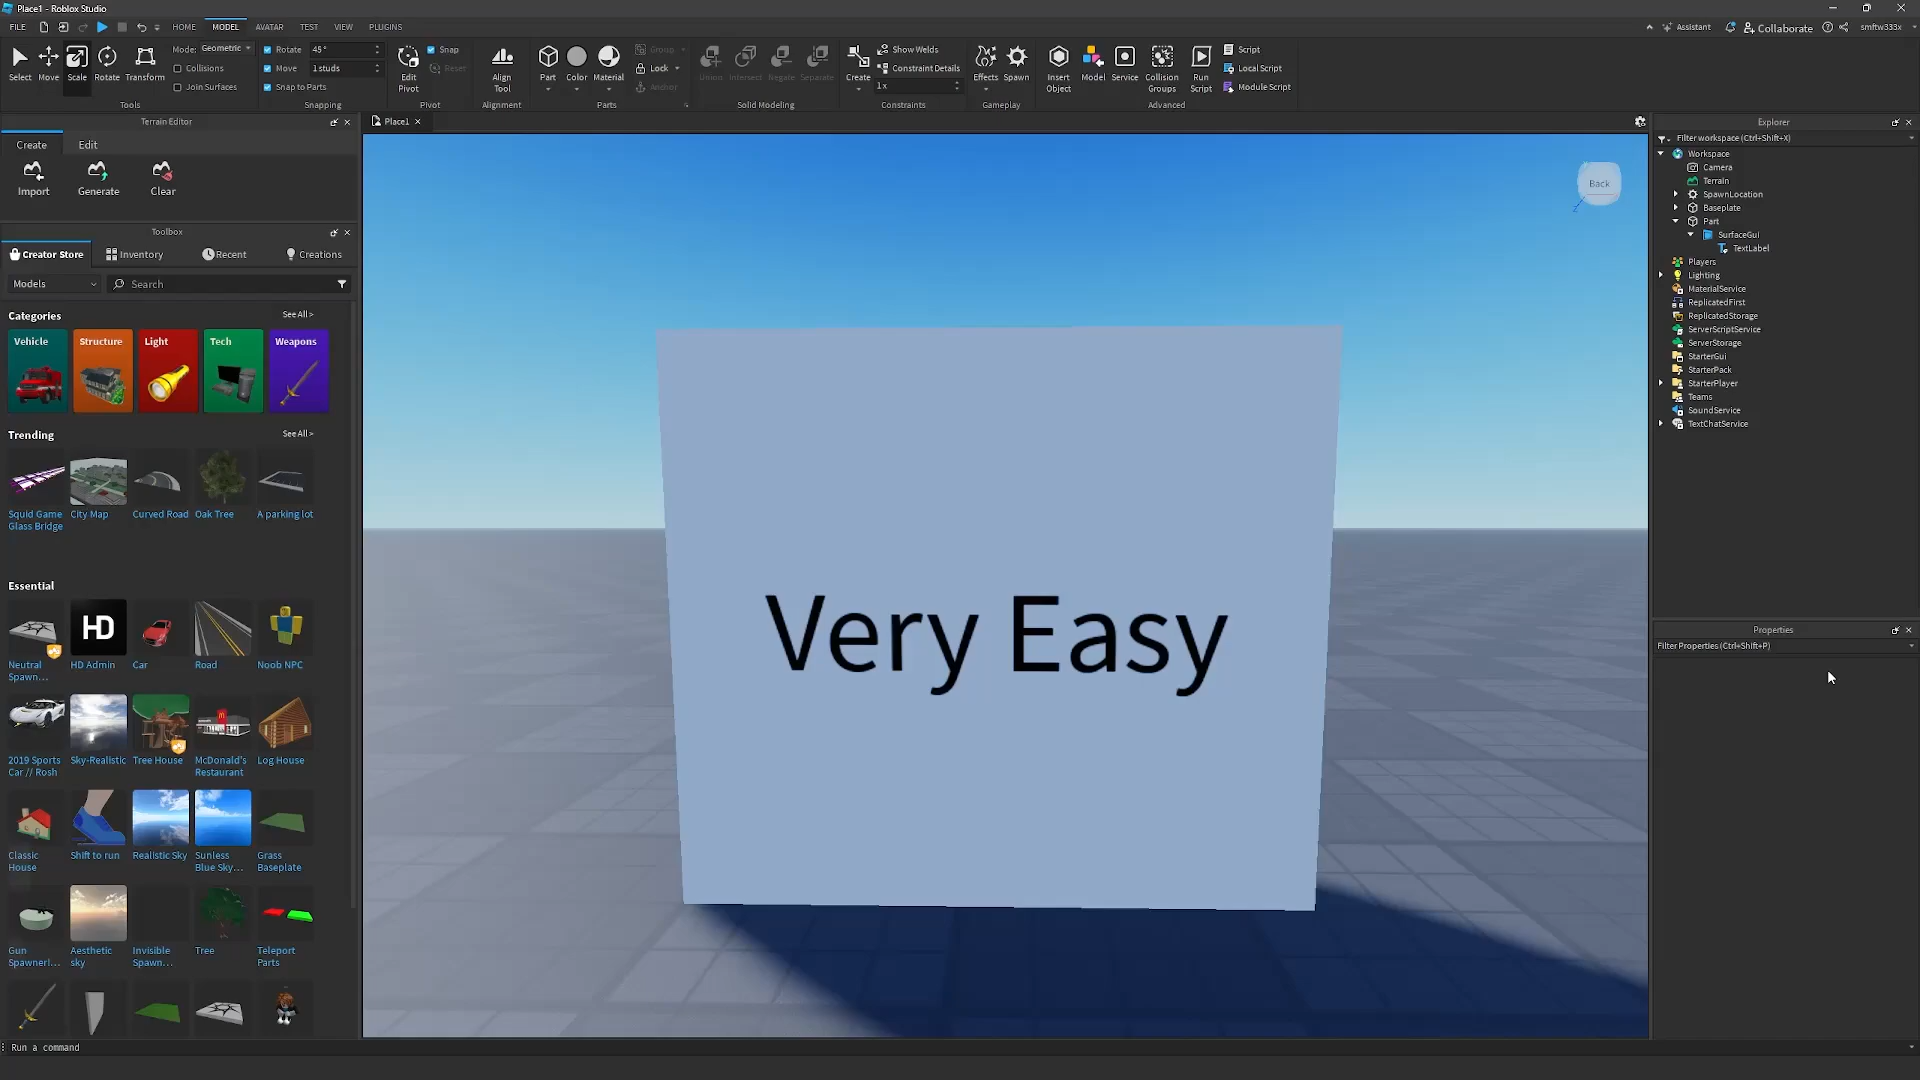 Place1 - Roblox Studio
FILE HOME MODEL AVATAR TEST VIEW PLUGINS Assistant Collaborate smftw333x
Select Move Scale Rotate Transform
Mode: Geometric
Collisions
Join Surfaces
Tools
Rotate 45°
Move 1 studs
Snap to Parts
Snapping
Edit Pivot
Snap
Reset
Pivot
Align Tool
Alignment
Part Color Material
Group
Lock
Anchor
Parts
Union Intersect Negate Separate
Solid Modeling
Create
Show Welds
Constraint Details
1x
Constraints
Effects Spawn
Gameplay
Insert Object
Model
Service
Collision Groups
Run Script
Script
Local Script
Module Script
Advanced
Terrain Editor
Create Edit
Import Generate Clear
Toolbox
Creator Store Inventory Recent Creations
Models Search
Categories See All >
Vehicle Structure Light Tech Weapons
Trending See All >
Squid Game Glass Bridge
City Map
Curved Road
Oak Tree
A parking lot
Essential
HD
Neutral Spawn...
HD Admin
Car
Road
Noob NPC
2019 Sports Car // Rosh
Sky-Realistic
Tree House
McDonald's Restaurant
Log House
Classic House
Shift to run
Realistic Sky
Sunless Blue Sky...
Grass Baseplate
Gun Spawner!...
Aesthetic sky
Invisible Spawn...
Tree
Teleport Parts
Run a command
Place1
Back
Very Easy
Explorer
Filter workspace (Ctrl+Shift+X)
Workspace
Camera
Terrain
SpawnLocation
Baseplate
Part
SurfaceGui
TextLabel
Players
Lighting
MaterialService
ReplicatedFirst
ReplicatedStorage
ServerScriptService
ServerStorage
StarterGui
StarterPack
StarterPlayer
Teams
SoundService
TextChatService
Properties
Filter Properties (Ctrl+Shift+P)